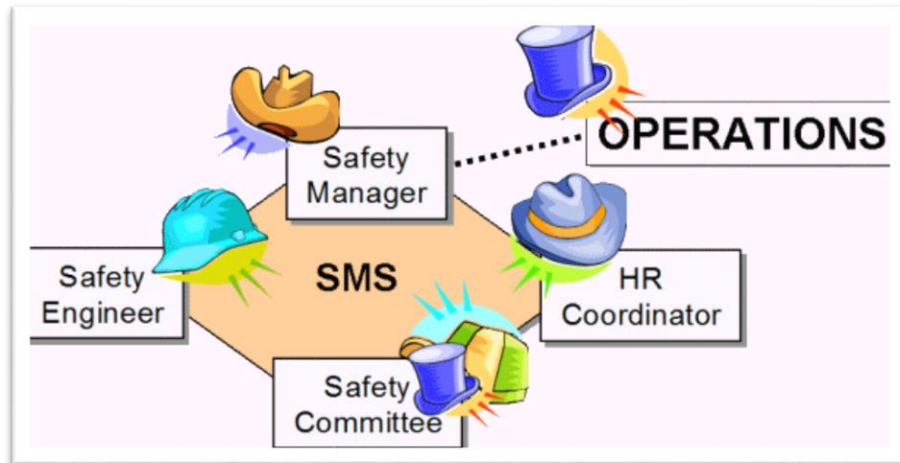 OPERATIONS
Safety
Manager
SMS
Safety
Engineer
HR
Coordinator
Safety
Committee